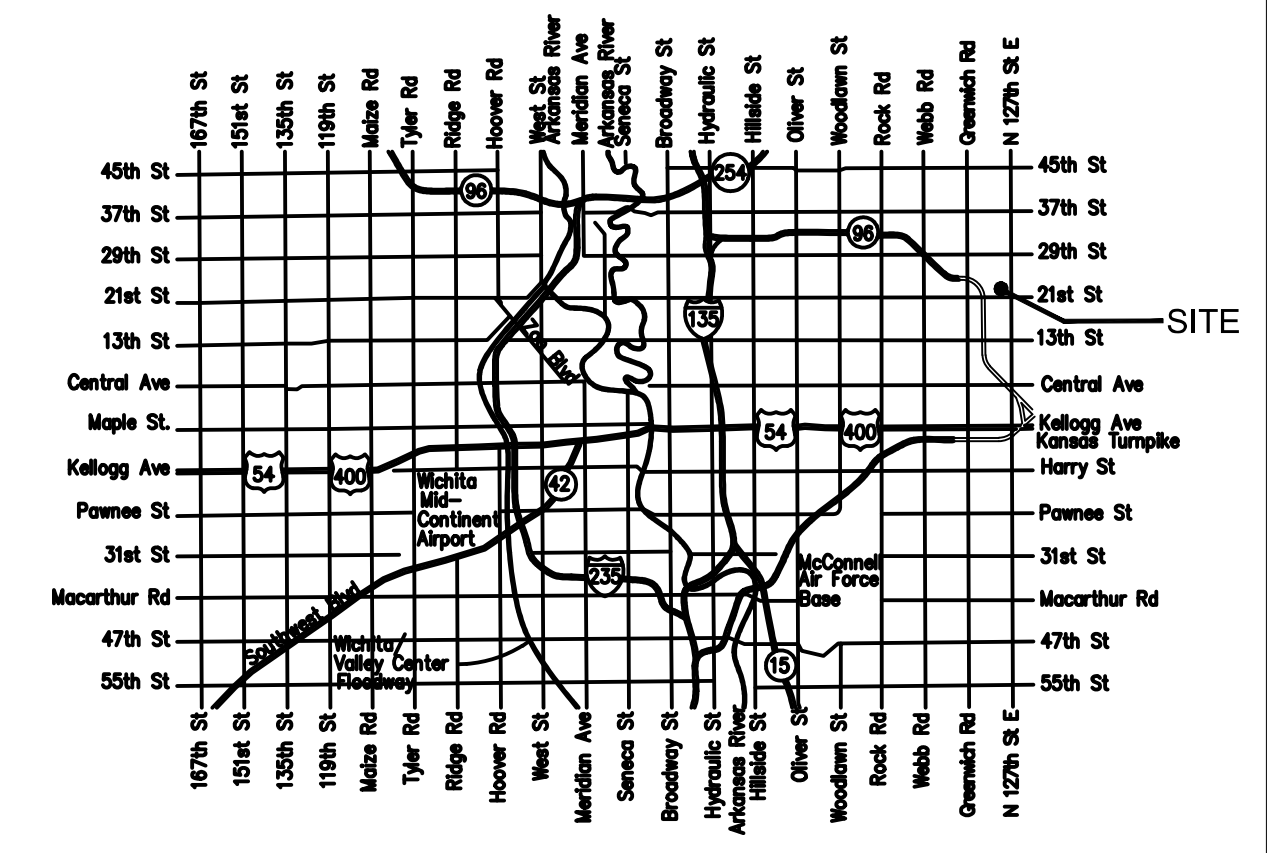 167th St
151st St
135th St
119th St
Maize Rd
Tyler Rd
Ridge Rd
Hoover Rd
West St
Arkansas River
Meridian Ave
Arkansas River
Seneca St
Broadway St
Hydraulic St
Hillside St
Oliver St
Woodlawn St
Rock Rd
Webb Rd
Greenwich Rd
N 127th St E
45th St
254
45th St
96
37th St
37th St
96
29th St
29th St
21st St
21st St
135
SITE
13th St
Zoo Blvd
13th St
Central Ave
Central Ave
Maple St.
54
400
Kellogg Ave
Kansas Turnpike
Kellogg Ave
54
400
Harry St
Wichita
Mid-
Continent
Airport
42
Pawnee St
Pawnee St
31st St
31st St
235
McConnell
Air Force
Base
Macarthur Rd
Macarthur Rd
Southwest Blvd
47th St
47th St
Wichita/
Valley Center
Floodway
15
55th St
55th St
167th St
151st St
135th St
119th St
Maize Rd
Tyler Rd
Ridge Rd
Hoover Rd
West St
Meridian Ave
Seneca St
Broadway St
Hydraulic St
Arkansas River
Hillside St
Oliver St
Woodlawn St
Rock Rd
Webb Rd
Greenwich Rd
N 127th St E